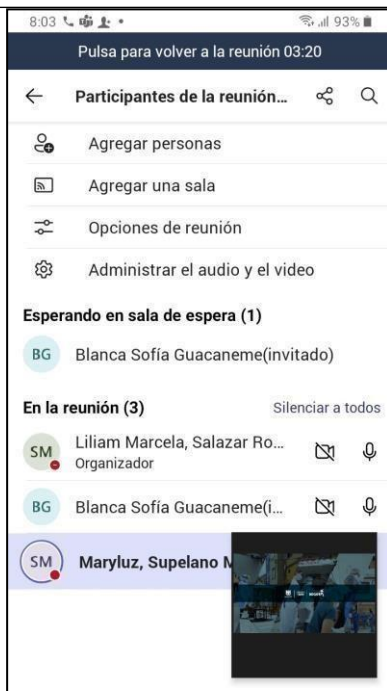 8:03
93%
Pulsa para volver a la reunión 03:20
Participantes de la reunión...
Agregar personas
Agregar una sala
Opciones de reunión
Administrar el audio y el video
Esperando en sala de espera (1)
BG Blanca Sofía Guacaneme(invitado)
En la reunión (3) Silenciar a todos
SM Liliam Marcela, Salazar Ro...
Organizador
BG Blanca Sofía Guacaneme(i...
SM Maryluz, Supelano